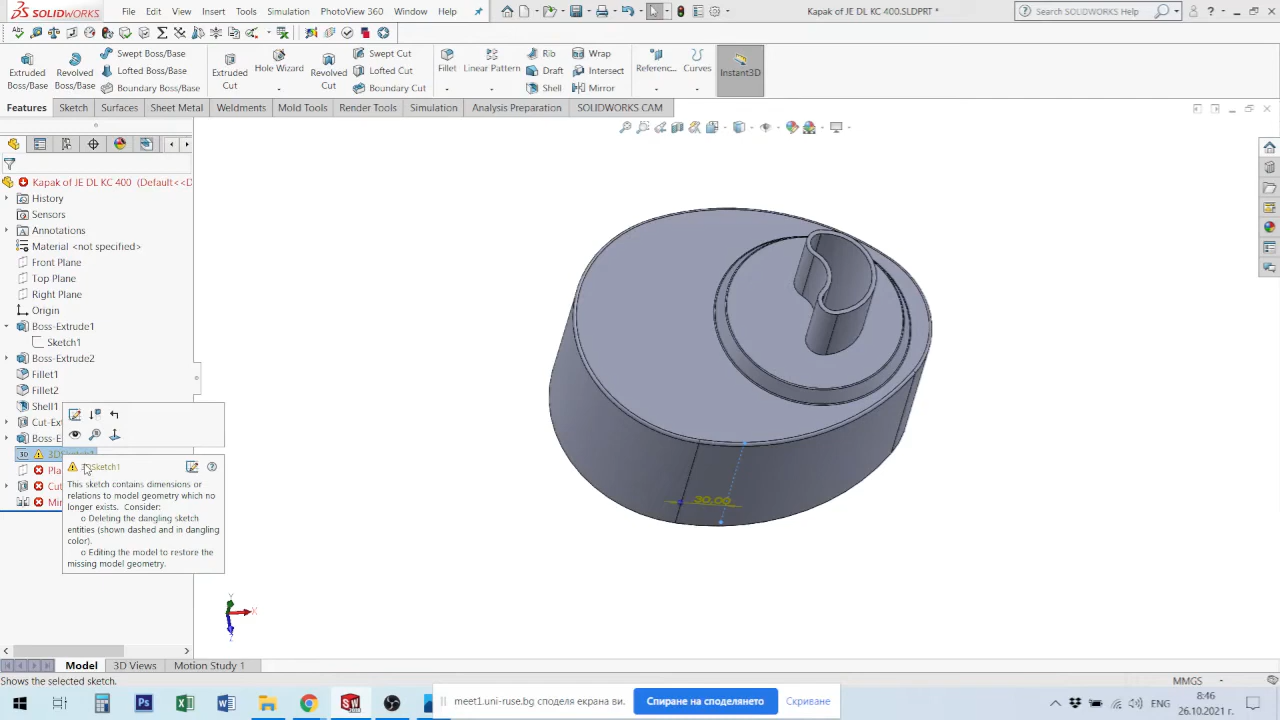 SOLIDWORKS File Edit View Insert Tools Simulation PhotoView 360 Window Kapak of JE DL KC 400.SLDPRT * Search SOLIDWORKS Help
Extruded Boss/Base
Revolved Boss/Base
Swept Boss/Base
Lofted Boss/Base
Boundary Boss/Base
Extruded Cut
Hole Wizard
Revolved Cut
Swept Cut
Lofted Cut
Boundary Cut
Fillet
Linear Pattern
Rib
Draft
Shell
Wrap
Intersect
Mirror
Referenc...
Curves
Instant3D
Features Sketch Surfaces Sheet Metal Weldments Mold Tools Render Tools Simulation Analysis Preparation SOLIDWORKS CAM
Kapak of JE DL KC 400 (Default<<D
History
Sensors
Annotations
Material <not specified>
Front Plane
Top Plane
Right Plane
Origin
Boss-Extrude1
Sketch1
Boss-Extrude2
Fillet1
Fillet2
Shell1
Cut-E
Boss-E
3D 3DSketch1
Pla
Cut
Mir
3DSketch1
This sketch contains dimensions or
relations to model geometry which no
longer exists. Consider:
o Deleting the dangling sketch
entities (shown dashed and in dangling
color).
o Editing the model to restore the
missing model geometry.
30.00
Y
X
Z
Model 3D Views Motion Study 1
Shows the selected sketch. MMGS
meet1.uni-ruse.bg споделя екрана ви. Спиране на споделянето Скриване
8:46
26.10.2021 г.